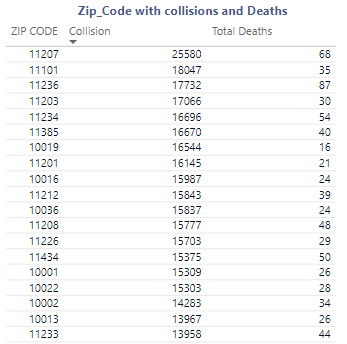 Zip_Code with collisions and Deaths
ZIP CODE Collision Total Deaths
11207 25580 68
11101 18047 35
11236 17732 87
11203 17066 30
11234 16696 54
11385 16670 40
10019 16544 16
11201 16145 21
10016 15987 24
11212 15843 39
10036 15837 24
11208 15777 48
11226 15703 29
11434 15375 50
10001 15309 26
10022 15303 28
10002 14283 34
10013 13967 26
11233 13958 44